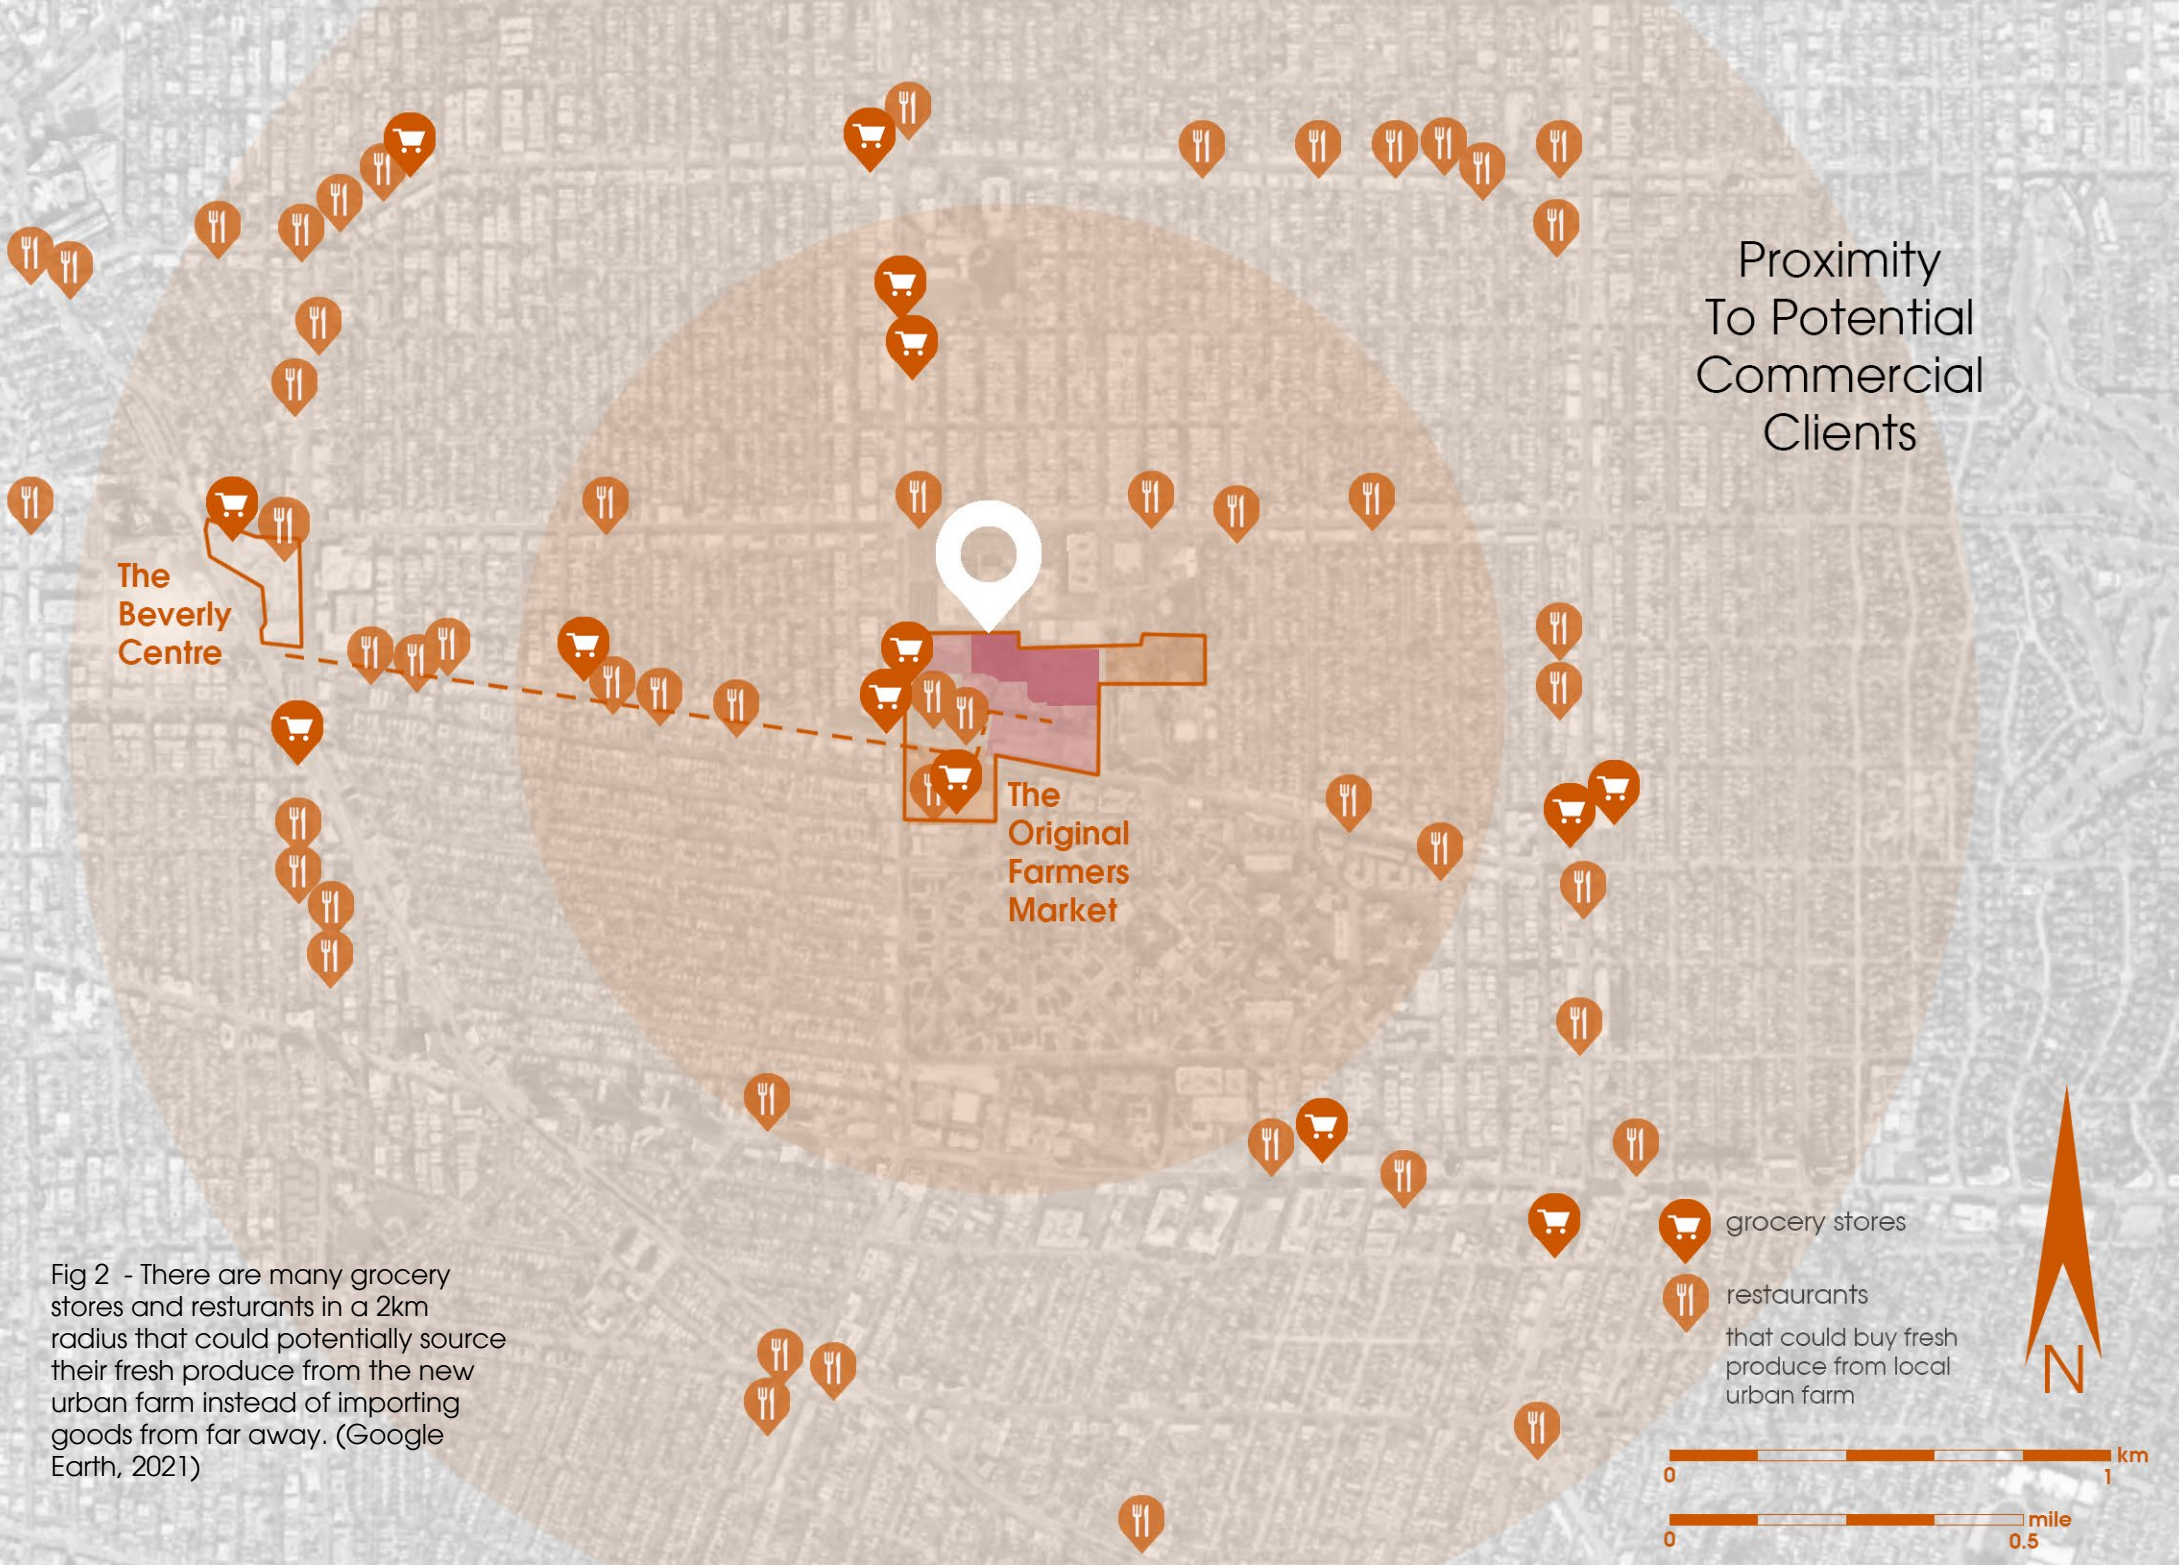 Proximity
To Potential
Commercial
Clients
The
Beverly
Centre
The
Original
Farmers
Market
grocery stores
restaurants
that could buy fresh
produce from local
urban farm
N
Fig 2 - There are many grocery
stores and resturants in a 2km
radius that could potentially source
their fresh produce from the new
urban farm instead of importing
goods from far away. (Google
Earth, 2021)
km
0 1
mile
0 0.5